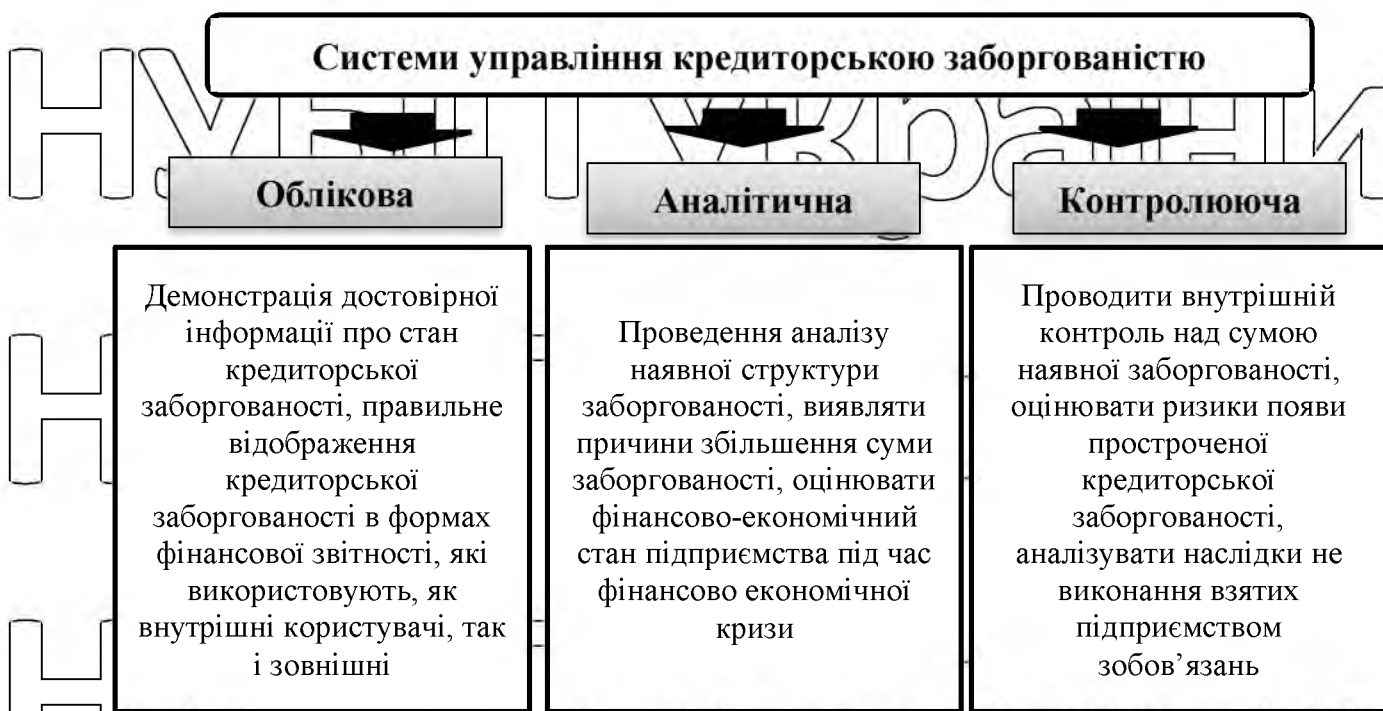 Системи управління кредиторською заборгованістю
Облікова
Аналітична
Контролююча
Демонстрація достовірної
інформації про стан
кредиторської
заборгованості, правильне
відображення
кредиторської
заборгованості в формах
фінансової звітності, які
використовують, як
внутрішні користувачі, так
і зовнішні
Проведення аналізу
наявної структури
заборгованості, виявляти
причини збільшення суми
заборгованості, оцінювати
фінансово-економічний
стан підприємства під час
фінансово економічної
кризи
Проводити внутрішній
контроль над сумою
наявної заборгованості,
оцінювати ризики появи
простроченої
кредиторської
заборгованості,
аналізувати наслідки не
виконання взятих
підприємством
зобов’язань